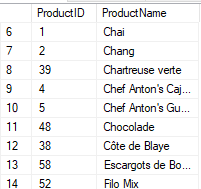 ProductID ProductName
6 1 Chai
7 2 Chang
8 39 Chartreuse verte
9 4 Chef Anton's Caj...
10 5 Chef Anton's Gu...
11 48 Chocolade
12 38 Côte de Blaye
13 58 Escargots de Bo...
14 52 Filo Mix